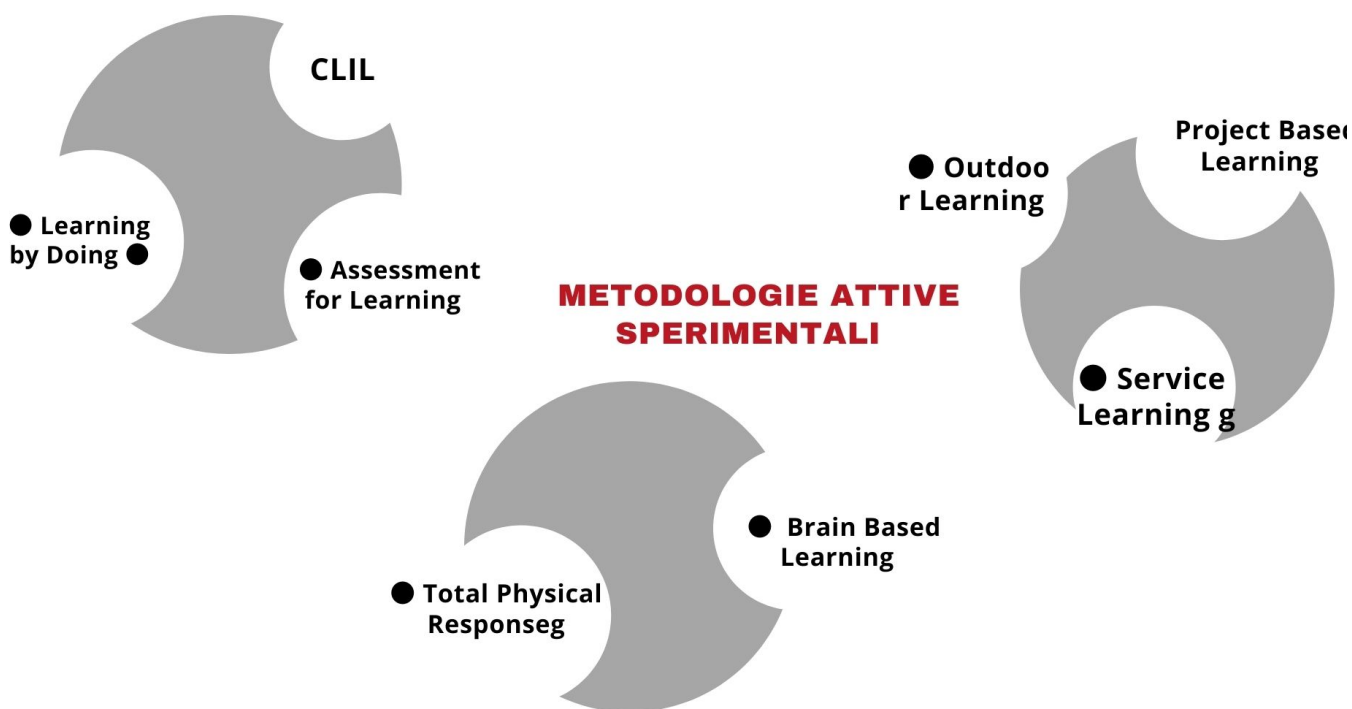 CLIL
● Learning
by Doing ●
● Assessment
for Learning
METODOLOGIE ATTIVE
SPERIMENTALI
● Outdoo
r Learning
Project Based
Learning
● Service
Learning g
● Brain Based
Learning
● Total Physical
Responseg